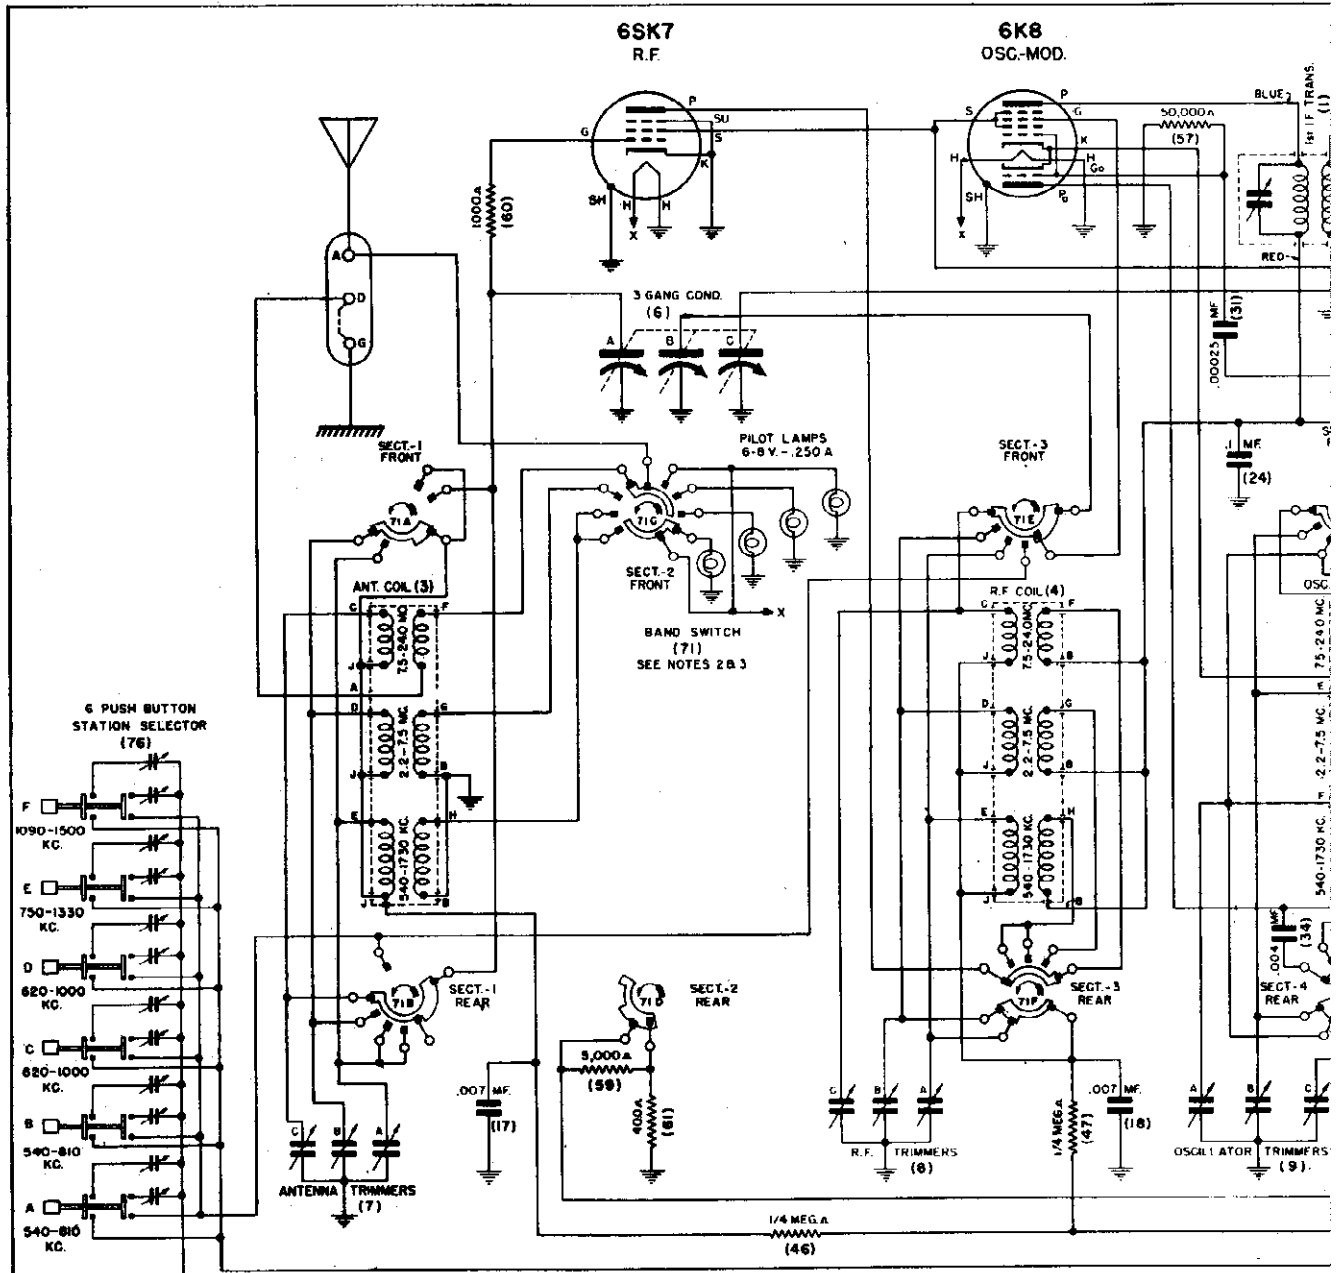 6SK7
R.F.
6K8
OSC.-MOD.
P
SU
S
G
K
SH
H
H
X
P
S
G
K
H
H
Go
SH
Po
X
BLUE
50,000Ω
(57)
1st IF TRANS.
(1)
RED
1000Ω
(60)
A
D
G
3 GANG COND.
(6)
A
B
C
.00025 MF.
(31)
.1 MF.
(24)
SECT.-1
FRONT
71A
PILOT LAMPS
6-8 V.-.250 A
71C
SECT.-2
FRONT
X
BAND SWITCH
(71)
SEE NOTES 2 & 3
SECT.-3
FRONT
71E
OSC.
ANT. COIL (3)
C
F
7.5-24.0 MC.
J
A
D
G
2.2-7.5 MC.
J
B
E
H
540-1730 KC.
J
B
R.F. COIL (4)
C
F
7.5-24.0 MC.
J
B
D
G
2.2-7.5 MC.
J
B
E
H
540-1730 KC.
J
B
7.5-24.0 MC.
E
2.2-7.5 MC.
F
540-1730 KC.
6 PUSH BUTTON
STATION SELECTOR
(76)
F
1090-1500
KC.
E
750-1330
KC.
D
620-1000
KC.
C
620-1000
KC.
B
540-810
KC.
A
540-810
KC.
71B
SECT.-1
REAR
71D
SECT.-2
REAR
71F
SECT.-3
REAR
.004 MF.
(34)
SECT-4
REAR
5,000Ω
(59)
400Ω
(61)
.007 MF.
(17)
C
B
A
ANTENNA TRIMMERS
(7)
C
B
A
R.F. TRIMMERS
(8)
1/4 MEG.Ω
(47)
.007 MF.
(18)
A
B
C
OSCILLATOR TRIMMERS
(9).
1/4 MEG.Ω
(46)